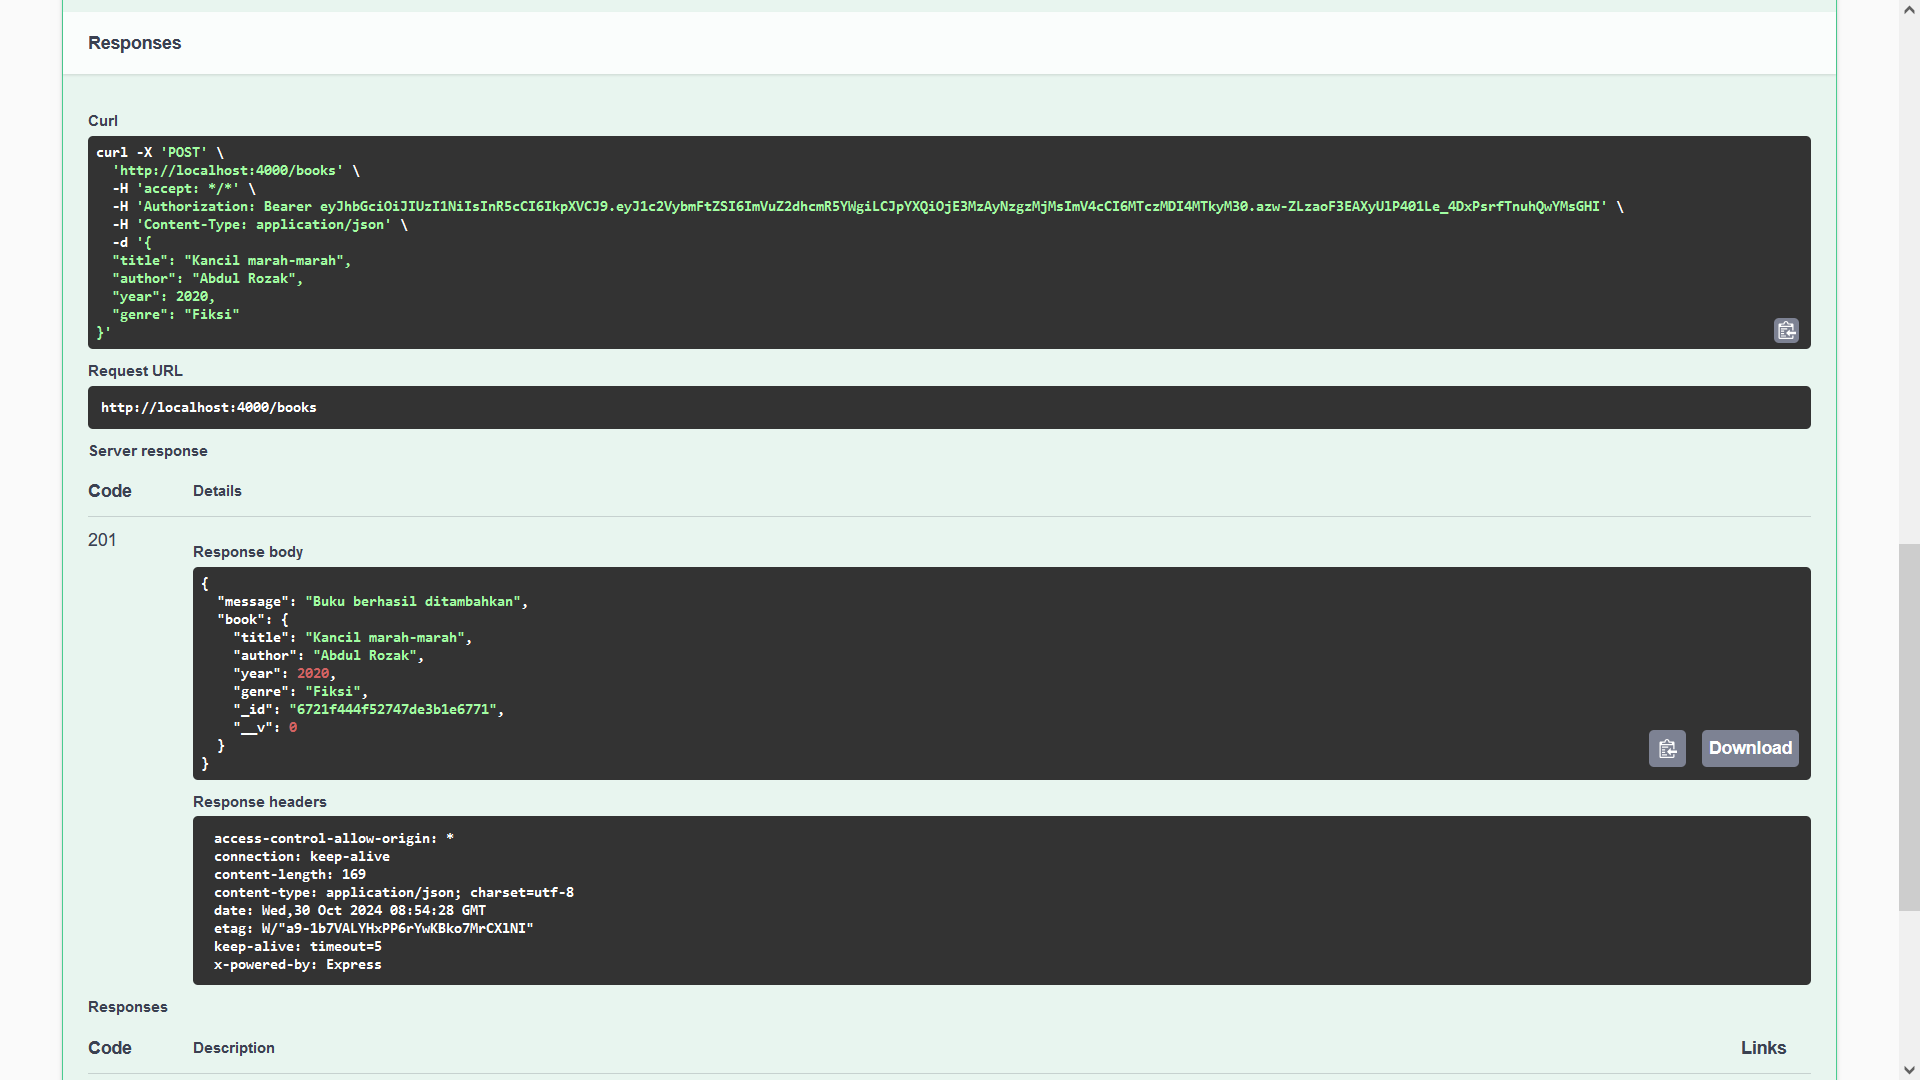 Responses
Curl
curl -X 'POST' \
'http://localhost:4000/books' \
-H 'accept: */*' \
-H 'Authorization: Bearer eyJhbGciOiJIUzI1NiIsInR5cCI6IkpXVCJ9.eyJ1c2VybmFtZSI6ImVuZ2dhcmR5YWgiLCJpYXQiOjE3MzAyNzgzMjMsImV4cCI6MTczMDI4MTkyM30.azw-ZLzaoF3EAXyUlP401Le_4DxPsrfTnuhQwYMsGHI' \
-H 'Content-Type: application/json' \
-d '{
"title": "Kancil marah-marah",
"author": "Abdul Rozak",
"year": 2020,
"genre": "Fiksi"
}'
Request URL
http://localhost:4000/books
Server response
Code Details
201
Response body
{
"message": "Buku berhasil ditambahkan",
"book": {
"title": "Kancil marah-marah",
"author": "Abdul Rozak",
"year": 2020,
"genre": "Fiksi",
"_id": "6721f444f52747de3b1e6771",
"__v": 0
}
}
Download
Response headers
access-control-allow-origin: *
connection: keep-alive
content-length: 169
content-type: application/json; charset=utf-8
date: Wed,30 Oct 2024 08:54:28 GMT
etag: W/"a9-1b7VALYHxPP6rYwKBko7MrCXlNI"
keep-alive: timeout=5
x-powered-by: Express
Responses
Code Description Links